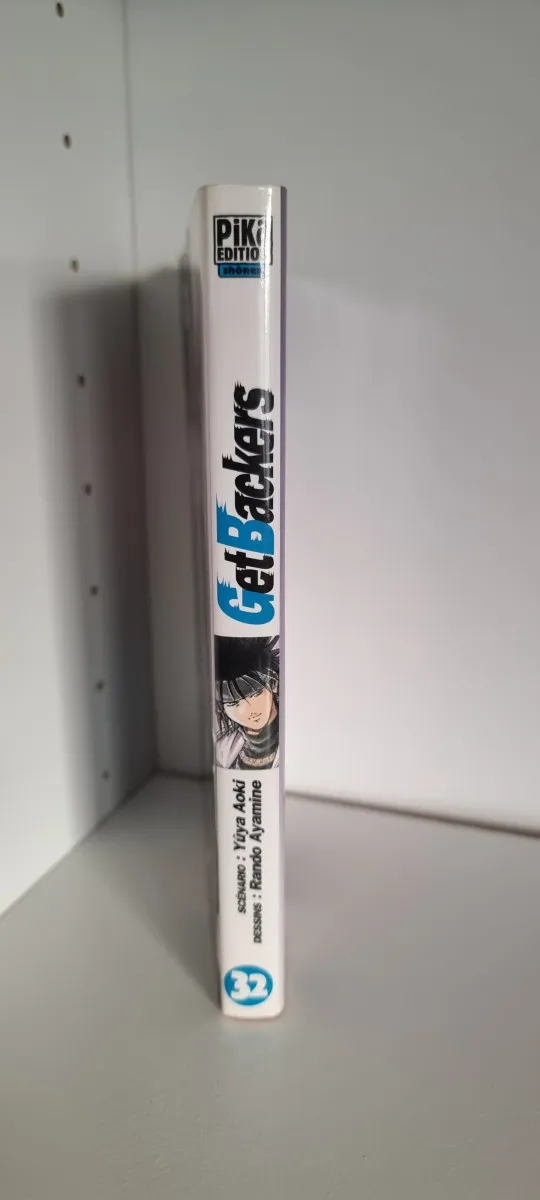 PiKA
EDITION
shônen
GetBackers
SCÉNARIO : Yûya Aoki
DESSINS : Rando Ayamine
32